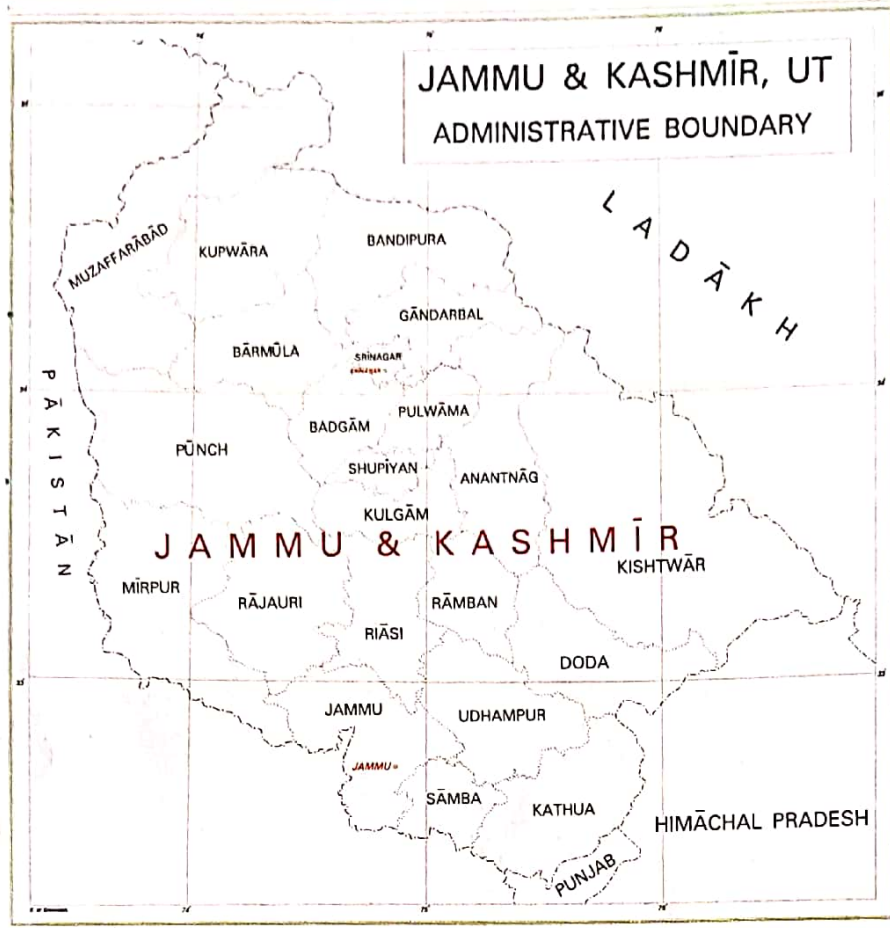 JAMMU & KASHMĪR, UT
ADMINISTRATIVE BOUNDARY
LADĀKH
MUZAFFARĀBĀD
KUPWĀRA
BANDIPURA
GĀNDARBAL
BĀRMŪLA
SRĪNAGAR
PĀKISTĀN
PŪNCH
BADGĀM
PULWĀMA
SHUPĪYAN
ANANTNĀG
KULGĀM
JAMMU & KASHMĪR
KISHTWĀR
MĪRPUR
RĀJAURI
RIĀSI
RĀMBAN
DODA
JAMMU
UDHAMPUR
JAMMU
SĀMBA
KATHUA
HIMĀCHAL PRADESH
PUNJAB